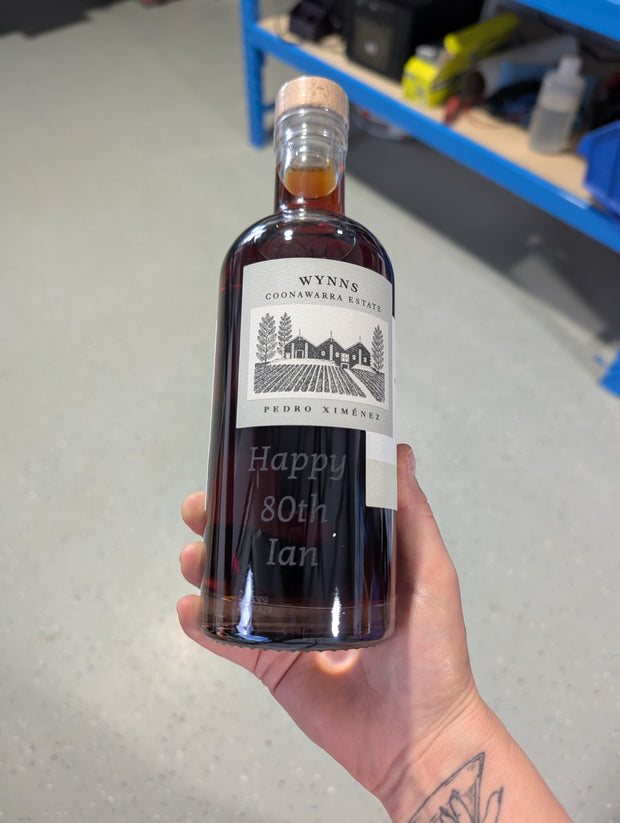 WYNNS
COONAWARRA ESTATE
PEDRO XIMÉNEZ
Happy
80th
Ian